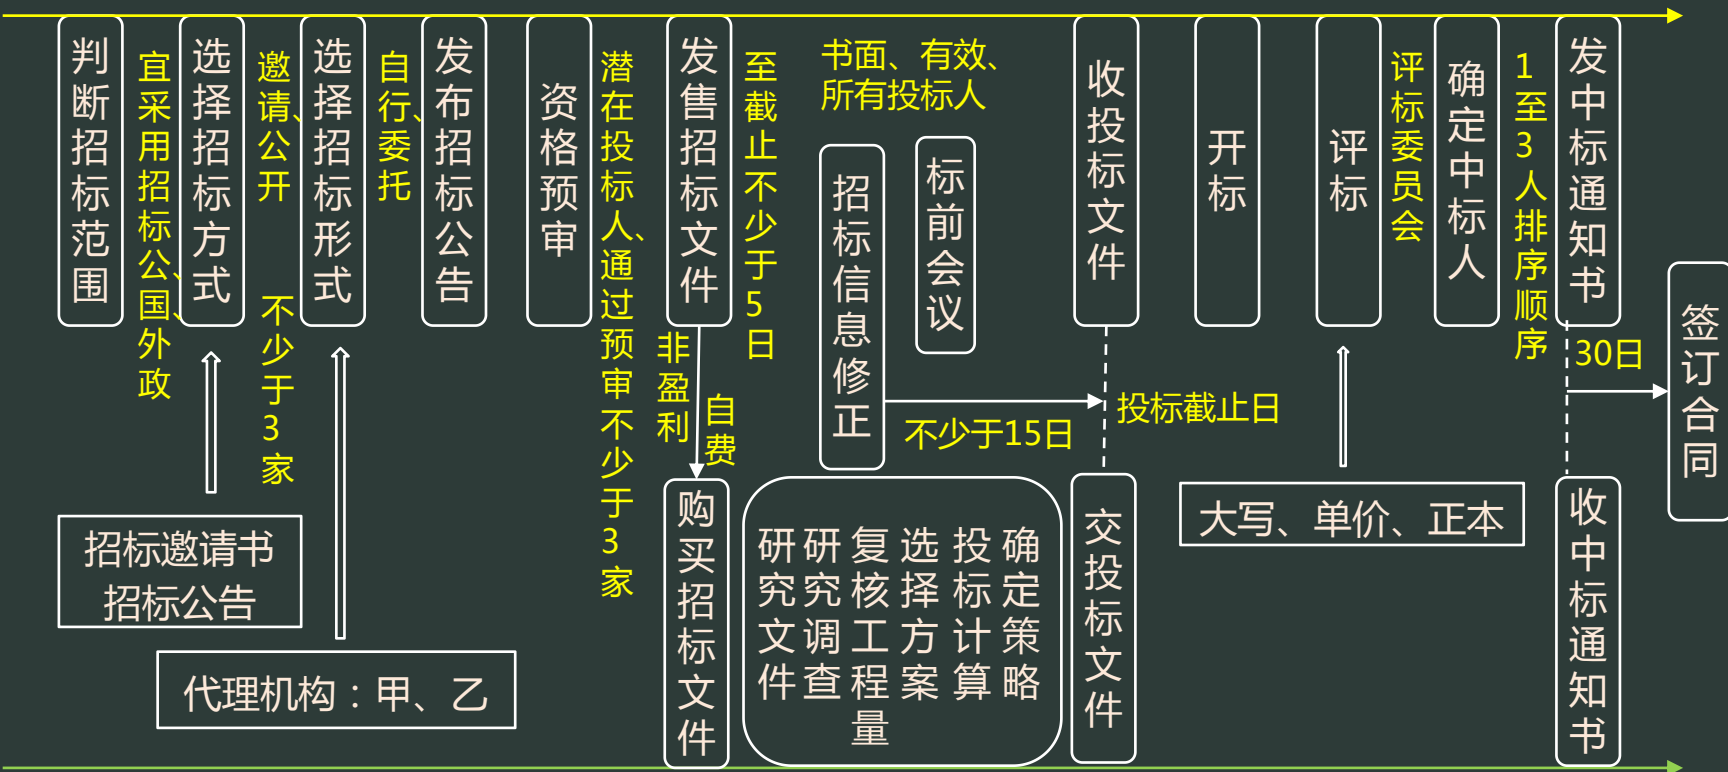 判断招标范围
宜采用招标公、国、外政
选择招标方式
邀请、公开
不少于3家
选择招标形式
自行、委托
发布招标公告
资格预审
潜在投标人、通过预审不少于3家
发售招标文件
至截止不少于5日
书面、有效、
所有投标人
招标信息修正
标前会议
收投标文件
开标
评标
评标委员会
确定中标人
1至3人排序顺序
发中标通知书
30日
签订合同
非盈利
自费
不少于15日
投标截止日
招标邀请书
招标公告
代理机构：甲、乙
购买招标文件
研究文件
研究调查
复核工程量
选择方案
投标计算
确定策略
交投标文件
大写、单价、正本
收中标通知书